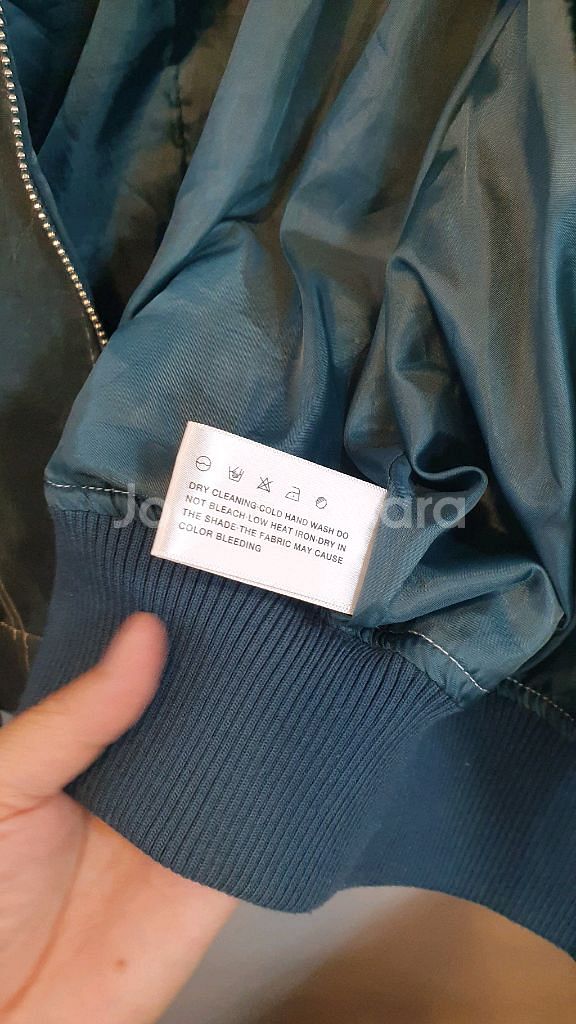 DRY CLEANING·COLD HAND WASH DO
NOT BLEACH·LOW HEAT IRON·DRY IN
THE SHADE·THE FABRIC MAY CAUSE
COLOR BLEEDING